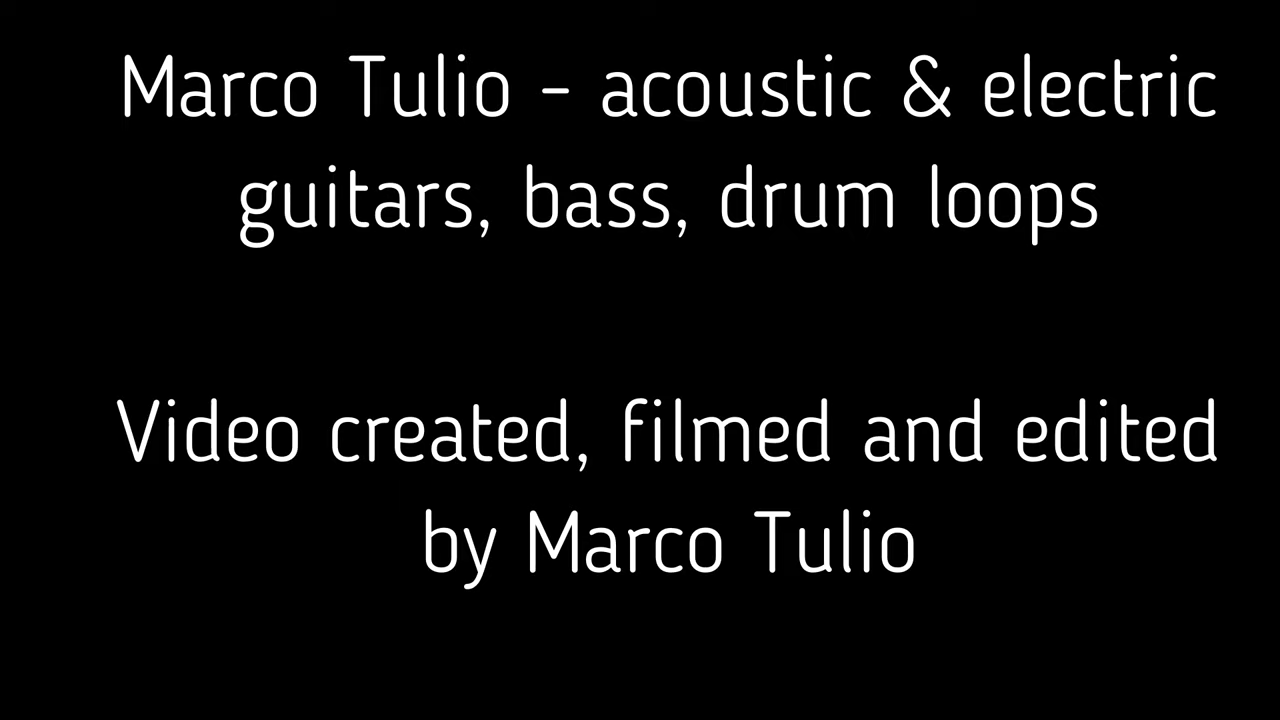 Marco Tulio - acoustic & electric
guitars, bass, drum loops
Video created, filmed and edited
by Marco Tulio